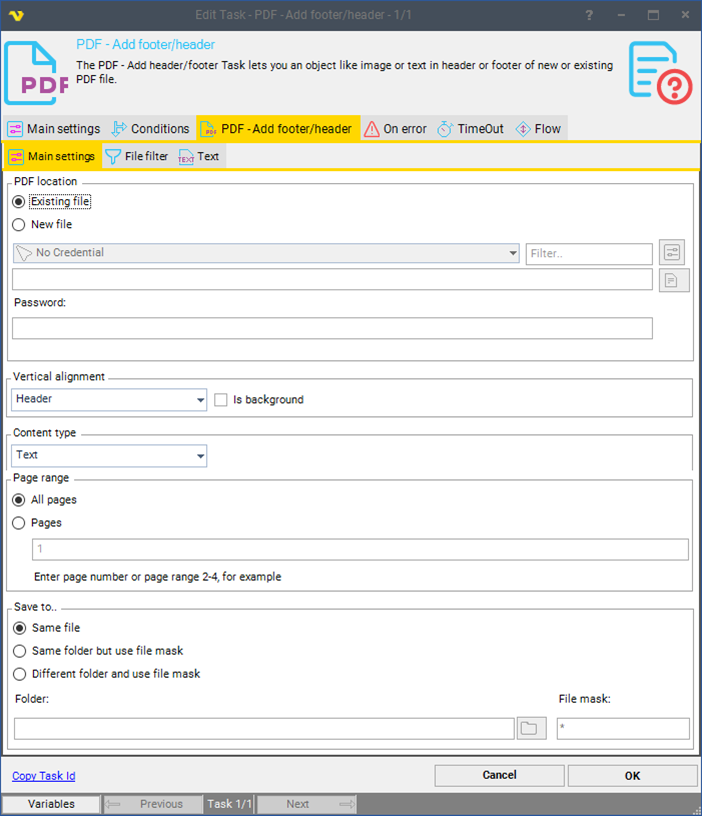 Edit Task - PDF - Add footer/header - 1/1
?
PDF - Add footer/header
The PDF - Add header/footer Task lets you an object like image or text in header or footer of new or existing
PDF file.
PDF
?
Main settings Conditions PDF - Add footer/header On error TimeOut Flow
Main settings File filter TEXT Text
PDF location
Existing file
New file
No Credential Filter..
Password:
Vertical alignment
Header Is background
Content type
Text
Page range
All pages
Pages
1
Enter page number or page range 2-4, for example
Save to..
Same file
Same folder but use file mask
Different folder and use file mask
Folder: File mask:
*
Copy Task Id Cancel OK
Variables Previous Task 1/1 Next